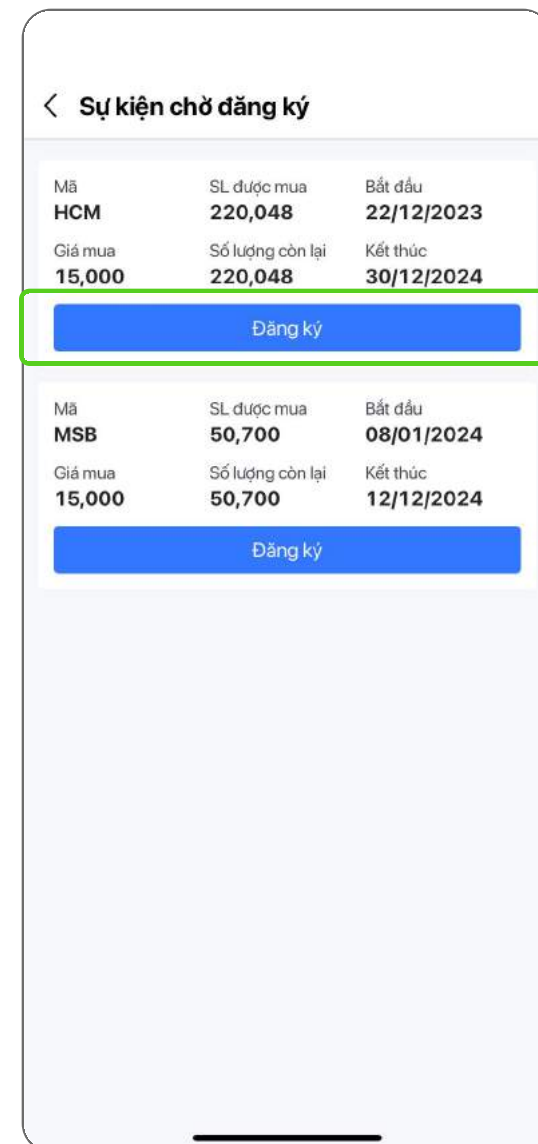 Sự kiện chờ đăng ký
Mã SL được mua Bắt đầu
HCM 220,048 22/12/2023
Giá mua Số lượng còn lại Kết thúc
15,000 220,048 30/12/2024
Đăng ký
Mã SL được mua Bắt đầu
MSB 50,700 08/01/2024
Giá mua Số lượng còn lại Kết thúc
15,000 50,700 12/12/2024
Đăng ký